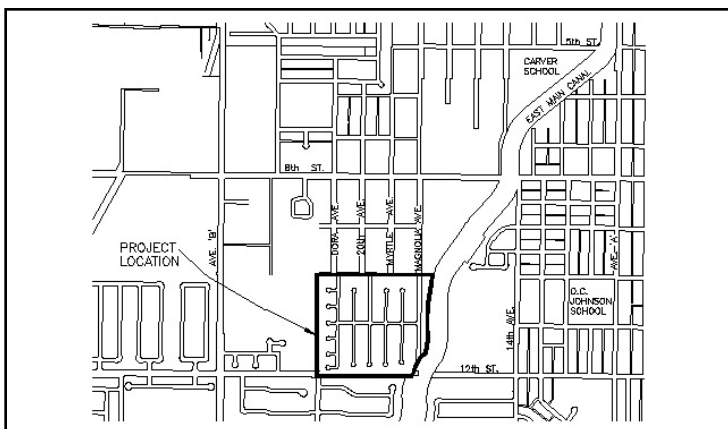 5th ST.
CARVER
SCHOOL
EAST MAIN CANAL
8th ST.
DORA AVE.
20th AVE.
MYRTLE AVE.
MAGNOLIA AVE.
PROJECT
LOCATION
AVE. 'B'
AVE. 'A'
O.C.
JOHNSON
SCHOOL
14th AVE.
12th ST.